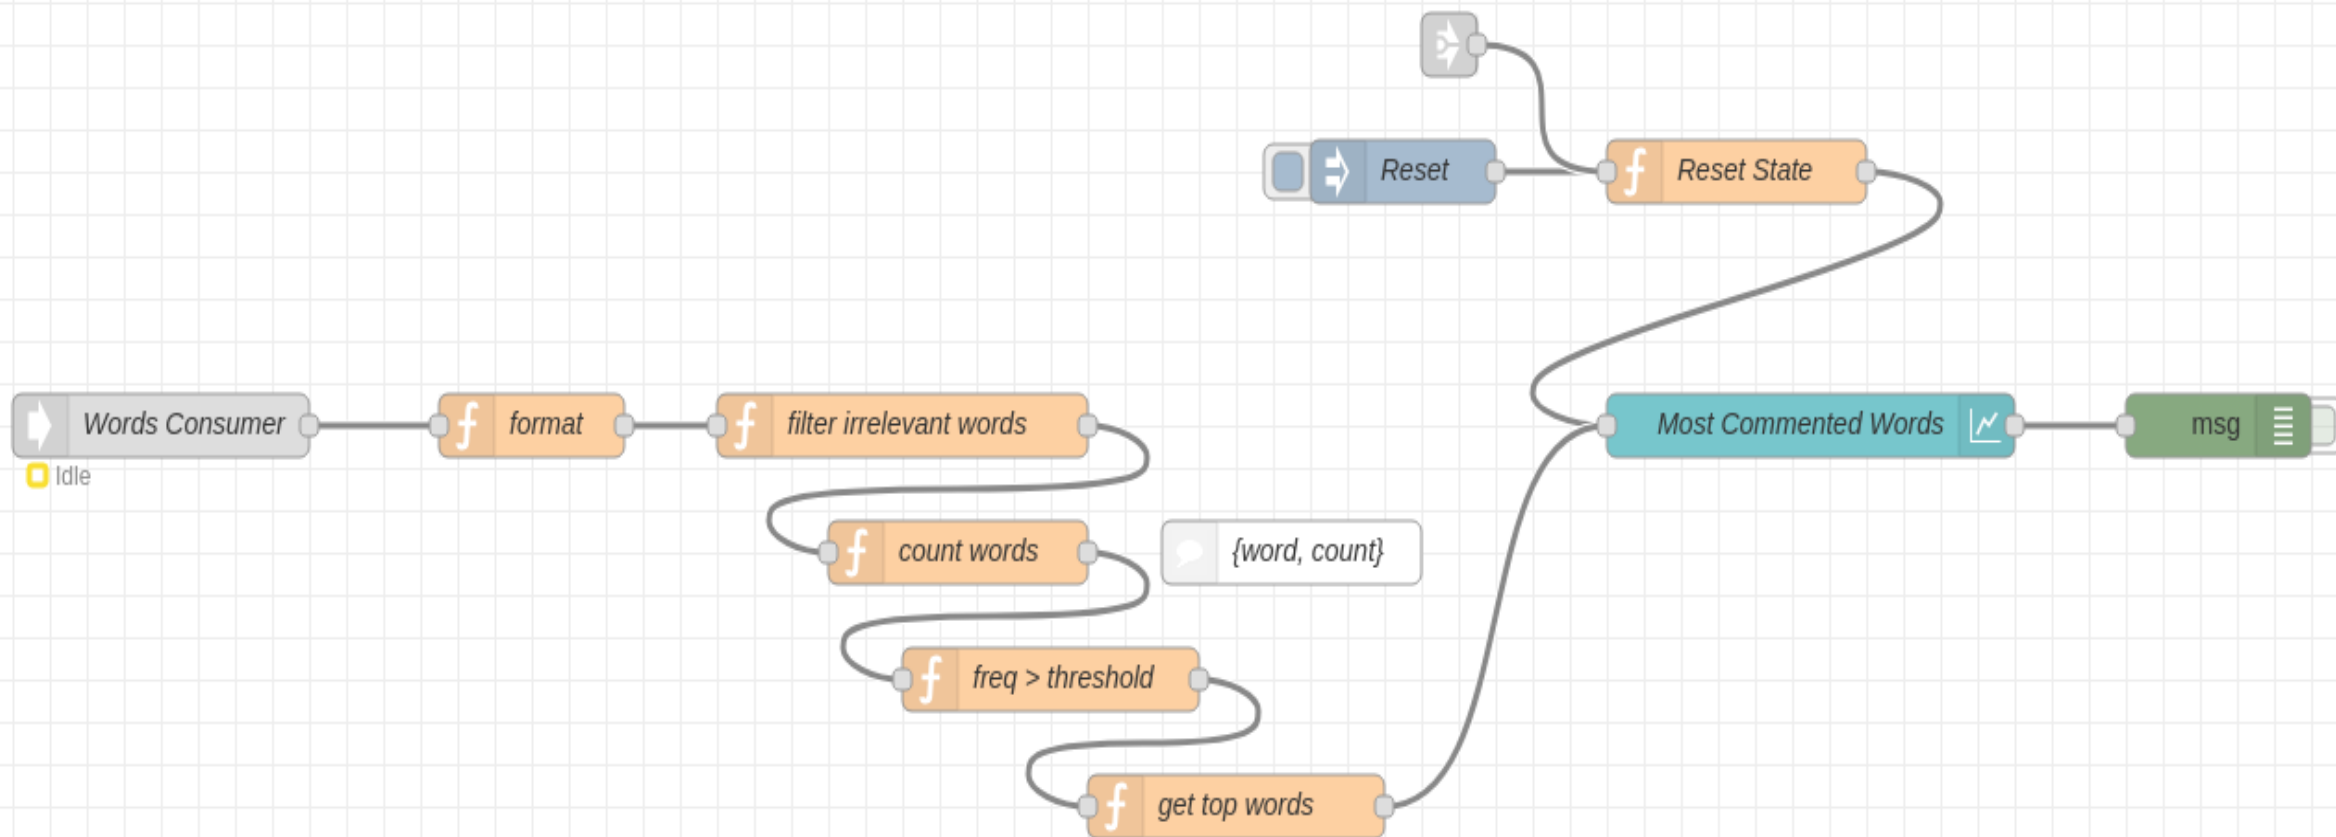 Reset
Reset State
Words Consumer
format
filter irrelevant words
Most Commented Words
msg
Idle
count words
{word, count}
freq > threshold
get top words